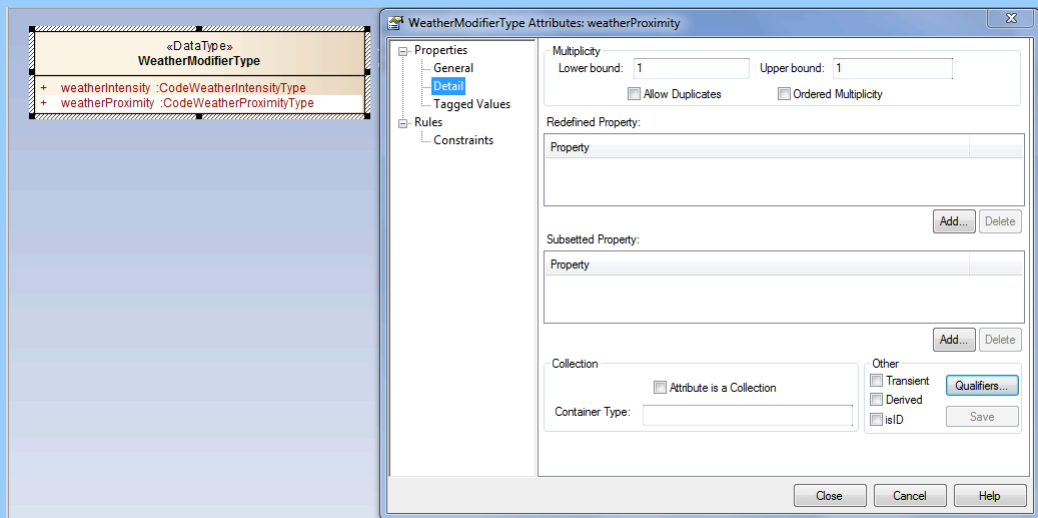 «DataType»
WeatherModifierType
+ weatherIntensity :CodeWeatherIntensityType
+ weatherProximity :CodeWeatherProximityType
WeatherModifierType Attributes: weatherProximity
Properties
General
Detail
Tagged Values
Rules
Constraints
Multiplicity
Lower bound: 1 Upper bound: 1
Allow Duplicates Ordered Multiplicity
Redefined Property:
Property
Add... Delete
Subsetted Property:
Property
Add... Delete
Collection
Attribute is a Collection
Container Type:
Other
Transient
Derived
isID
Qualifiers...
Save
Close Cancel Help